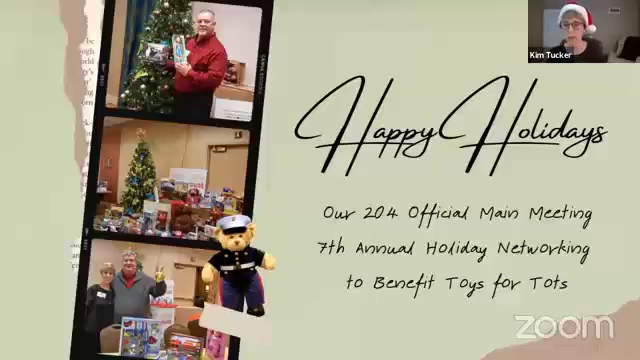 Kim Tucker
Happy Holidays
Our 204 Official Main Meeting
7th Annual Holiday Networking
to Benefit Toys for Tots
zoom